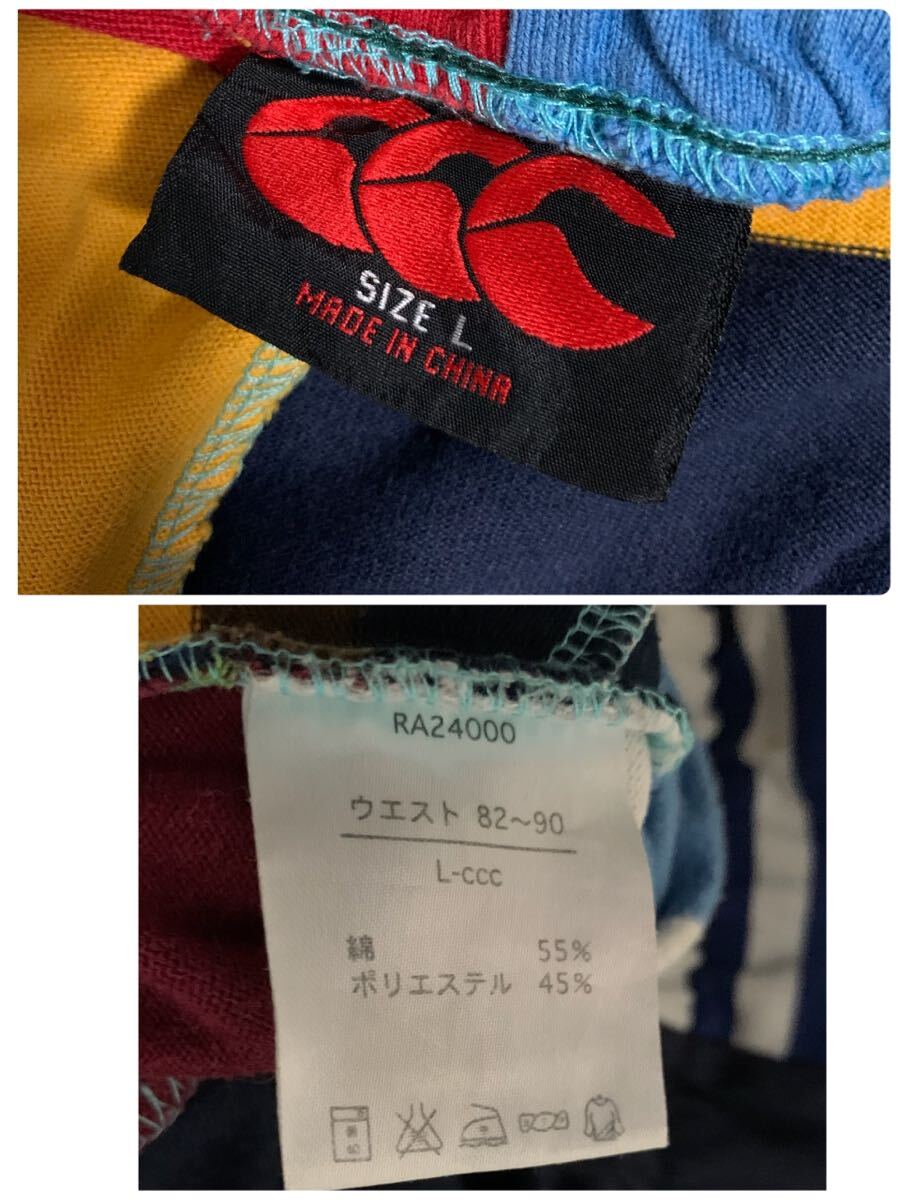 SIZE L
MADE IN CHINA
RA24000
ウエスト 82～90
L-ccc
綿 55%
ポリエステル 45%